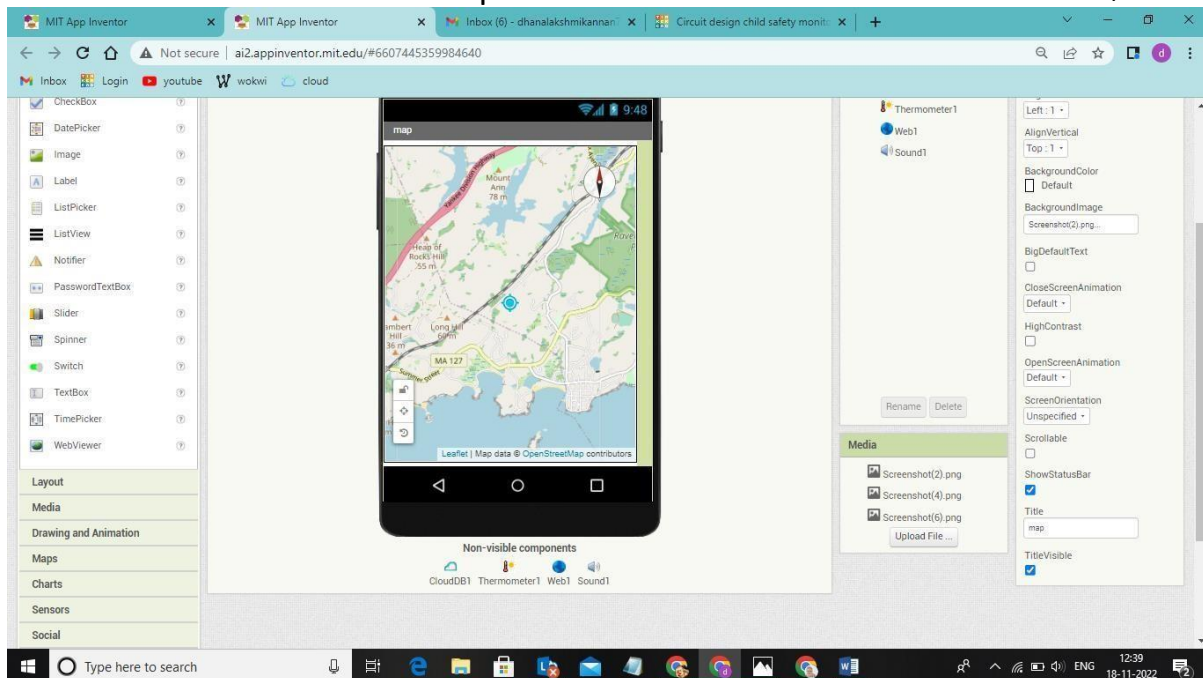 MIT App Inventor
MIT App Inventor
Inbox (6) - dhanalakshmikannan
Circuit design child safety monit
Not secure | ai2.appinventor.mit.edu/#6607445359984640
d
Inbox Login youtube wokwi cloud
CheckBox
DatePicker
Image
Label
ListPicker
ListView
Notifier
PasswordTextBox
Slider
Spinner
Switch
TextBox
TimePicker
WebViewer
Layout
Media
Drawing and Animation
Maps
Charts
Sensors
Social
9:48
map
Yankee Division Highway
Mount
Ann
78 m
Heap of
Rocks Hill
55 m
Long Hill
MA 127
Summer Street
Leaflet | Map data © OpenStreetMap contributors
Non-visible components
CloudDB1 Thermometer1 Web1 Sound1
Thermometer1
Web1
Sound1
Rename Delete
Media
Screenshot(2).png
Screenshot(4).png
Screenshot(6).png
Upload File ...
Left : 1
AlignVertical
Top : 1
BackgroundColor
Default
BackgroundImage
Screenshot(2).png...
BigDefaultText
CloseScreenAnimation
Default
HighContrast
OpenScreenAnimation
Default
ScreenOrientation
Unspecified
Scrollable
ShowStatusBar
Title
map
TitleVisible
Type here to search
ENG
12:39
18-11-2022
2